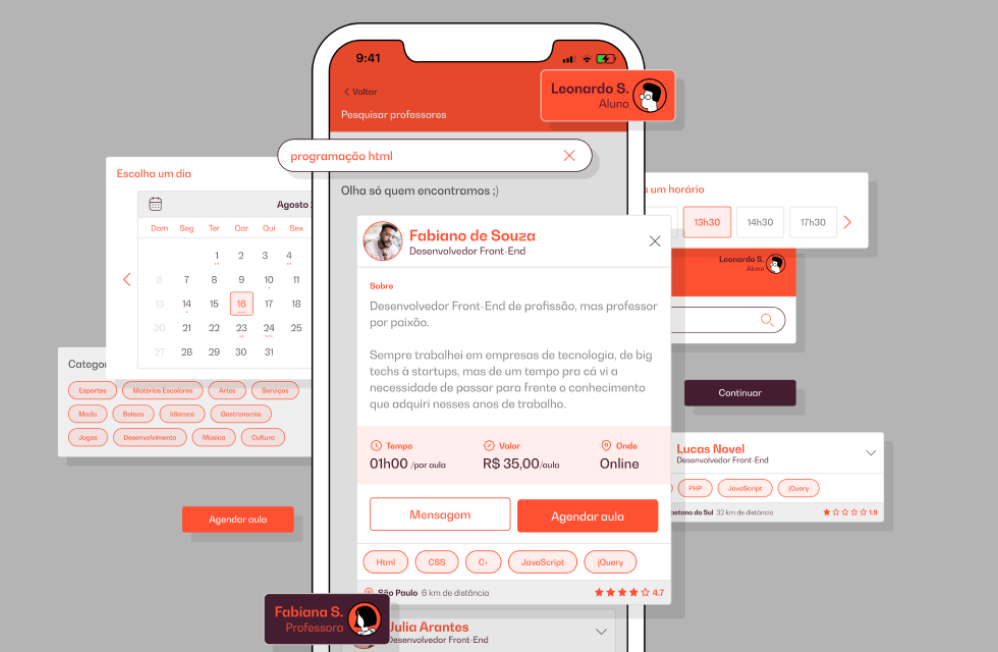 9:41
Voltar
Pesquisar professores
Leonardo S.
Aluno
programação html
Olha só quem encontramos ;)
Escolha um dia
Agosto
Dom Seg Ter Qar Qui Sex
1 2 3 4
6 7 8 9 10 11
13 14 15 16 17 18
20 21 22 23 24 25
27 28 29 30 31
Categor
Esportes Matérias Escolares Artes Serviços
Moda Beleza Idiomas Gastronomia
Jogos Desenvolvimento Música Cultura
Agendar aula
Fabiano de Souza
Desenvolvedor Front-End
Sobre
Desenvolvedor Front-End de profissão, mas professor
por paixão.
Sempre trabalhei em empresas de tecnologia, de big
techs à startups, mas de um tempo pra cá vi a
necessidade de passar para frente o conhecimento
que adquiri nesses anos de trabalho.
Tempo Valor Onde
01h00 /por aula R$ 35,00/aula Online
Mensagem Agendar aula
Html CSS C+ JavaScript jQuery
São Paulo 6 km de distância 4.7
Fabiana S.
Professora
Julia Arantes
Desenvolvedor Front-End
a um horário
13h30 14h30 17h30
Leonardo S.
Aluno
Continuar
Lucas Novel
Desenvolvedor Front-End
PHP JavaScript jQuery
aetano do Sul 32 km de distância 1.9